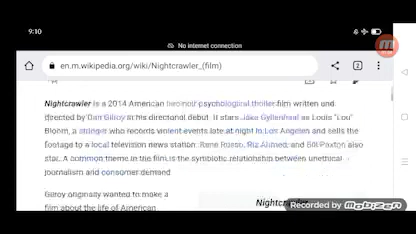 9:10
No internet connection
en.m.wikipedia.org/wiki/Nightcrawler_(film)
2
Nightcrawler is a 2014 American neo-noir psychological thriller film written and
directed by Dan Gilroy in his directorial debut. It stars Jake Gyllenhaal as Louis "Lou"
Bloom, a stringer who records violent events late at night in Los Angeles and sells the
footage to a local television news station. Rene Russo, Riz Ahmed, and Bill Paxton also
star. A common theme in the film is the symbiotic relationship between unethical
journalism and consumer demand
Gilroy originally wanted to make a
film about the life of American
Nightcrawler
Recorded by mobizen